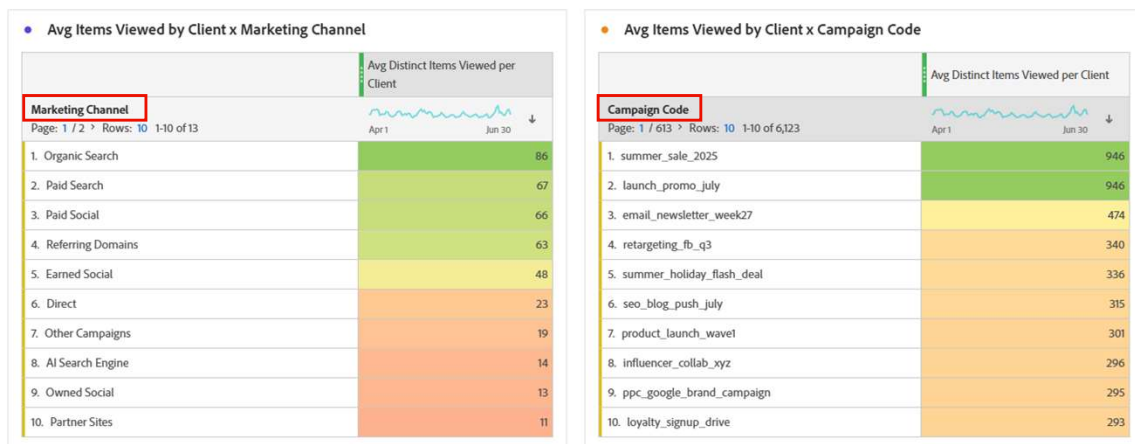 Avg Items Viewed by Client x Marketing Channel
Avg Distinct Items Viewed per
Client
Marketing Channel
Page: 1 / 2 > Rows: 10 1-10 of 13
Apr 1 Jun 30
1. Organic Search 86
2. Paid Search 67
3. Paid Social 66
4. Referring Domains 63
5. Earned Social 48
6. Direct 23
7. Other Campaigns 19
8. AI Search Engine 14
9. Owned Social 13
10. Partner Sites 11
Avg Items Viewed by Client x Campaign Code
Avg Distinct Items Viewed per Client
Campaign Code
Page: 1 / 613 > Rows: 10 1-10 of 6,123
Apr 1 Jun 30
1. summer_sale_2025 946
2. launch_promo_july 946
3. email_newsletter_week27 474
4. retargeting_fb_q3 340
5. summer_holiday_flash_deal 336
6. seo_blog_push_july 315
7. product_launch_wave1 301
8. influencer_collab_xyz 296
9. ppc_google_brand_campaign 295
10. loyalty_signup_drive 293